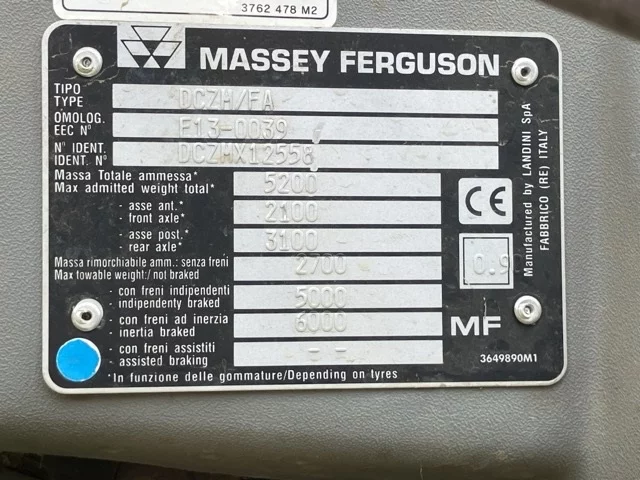 3762 478 M2
MASSEY FERGUSON
TIPO
TYPE
DCZH/FA
OMOLOG.
EEC Nº
E13-0039
Nº IDENT.
IDENT. Nº
DCZMX12558
Massa Totale ammessa*
Max admitted weight total*
5200
- asse ant.*
- front axle*
2100
- asse post.*
- rear axle*
3100
Massa rimorchiabile amm.: senza freni
Max towable weight:/ not braked
2700
- con freni indipendenti
- indipendenty braked
5000
- con freni ad inerzia
- inertia braked
6000
- con freni assistiti
- assisted braking
- -
*In funzione delle gommature/Depending on tyres
CE
MF
3649890M1
Manufactured by LANDINI SpA
FABBRICO (RE) ITALY